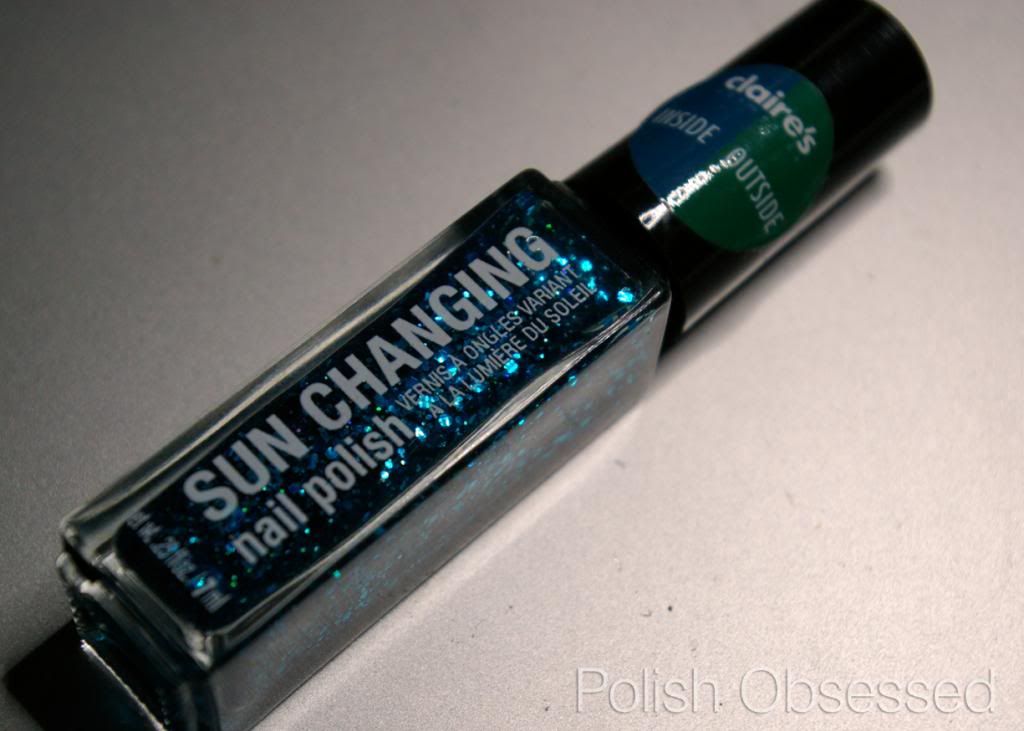 claire's
INSIDE OUTSIDE
SUN CHANGING
nail polish
VERNIS À ONGLES VARIANT
À LA LUMIÈRE DU SOLEIL
Polish Obsessed